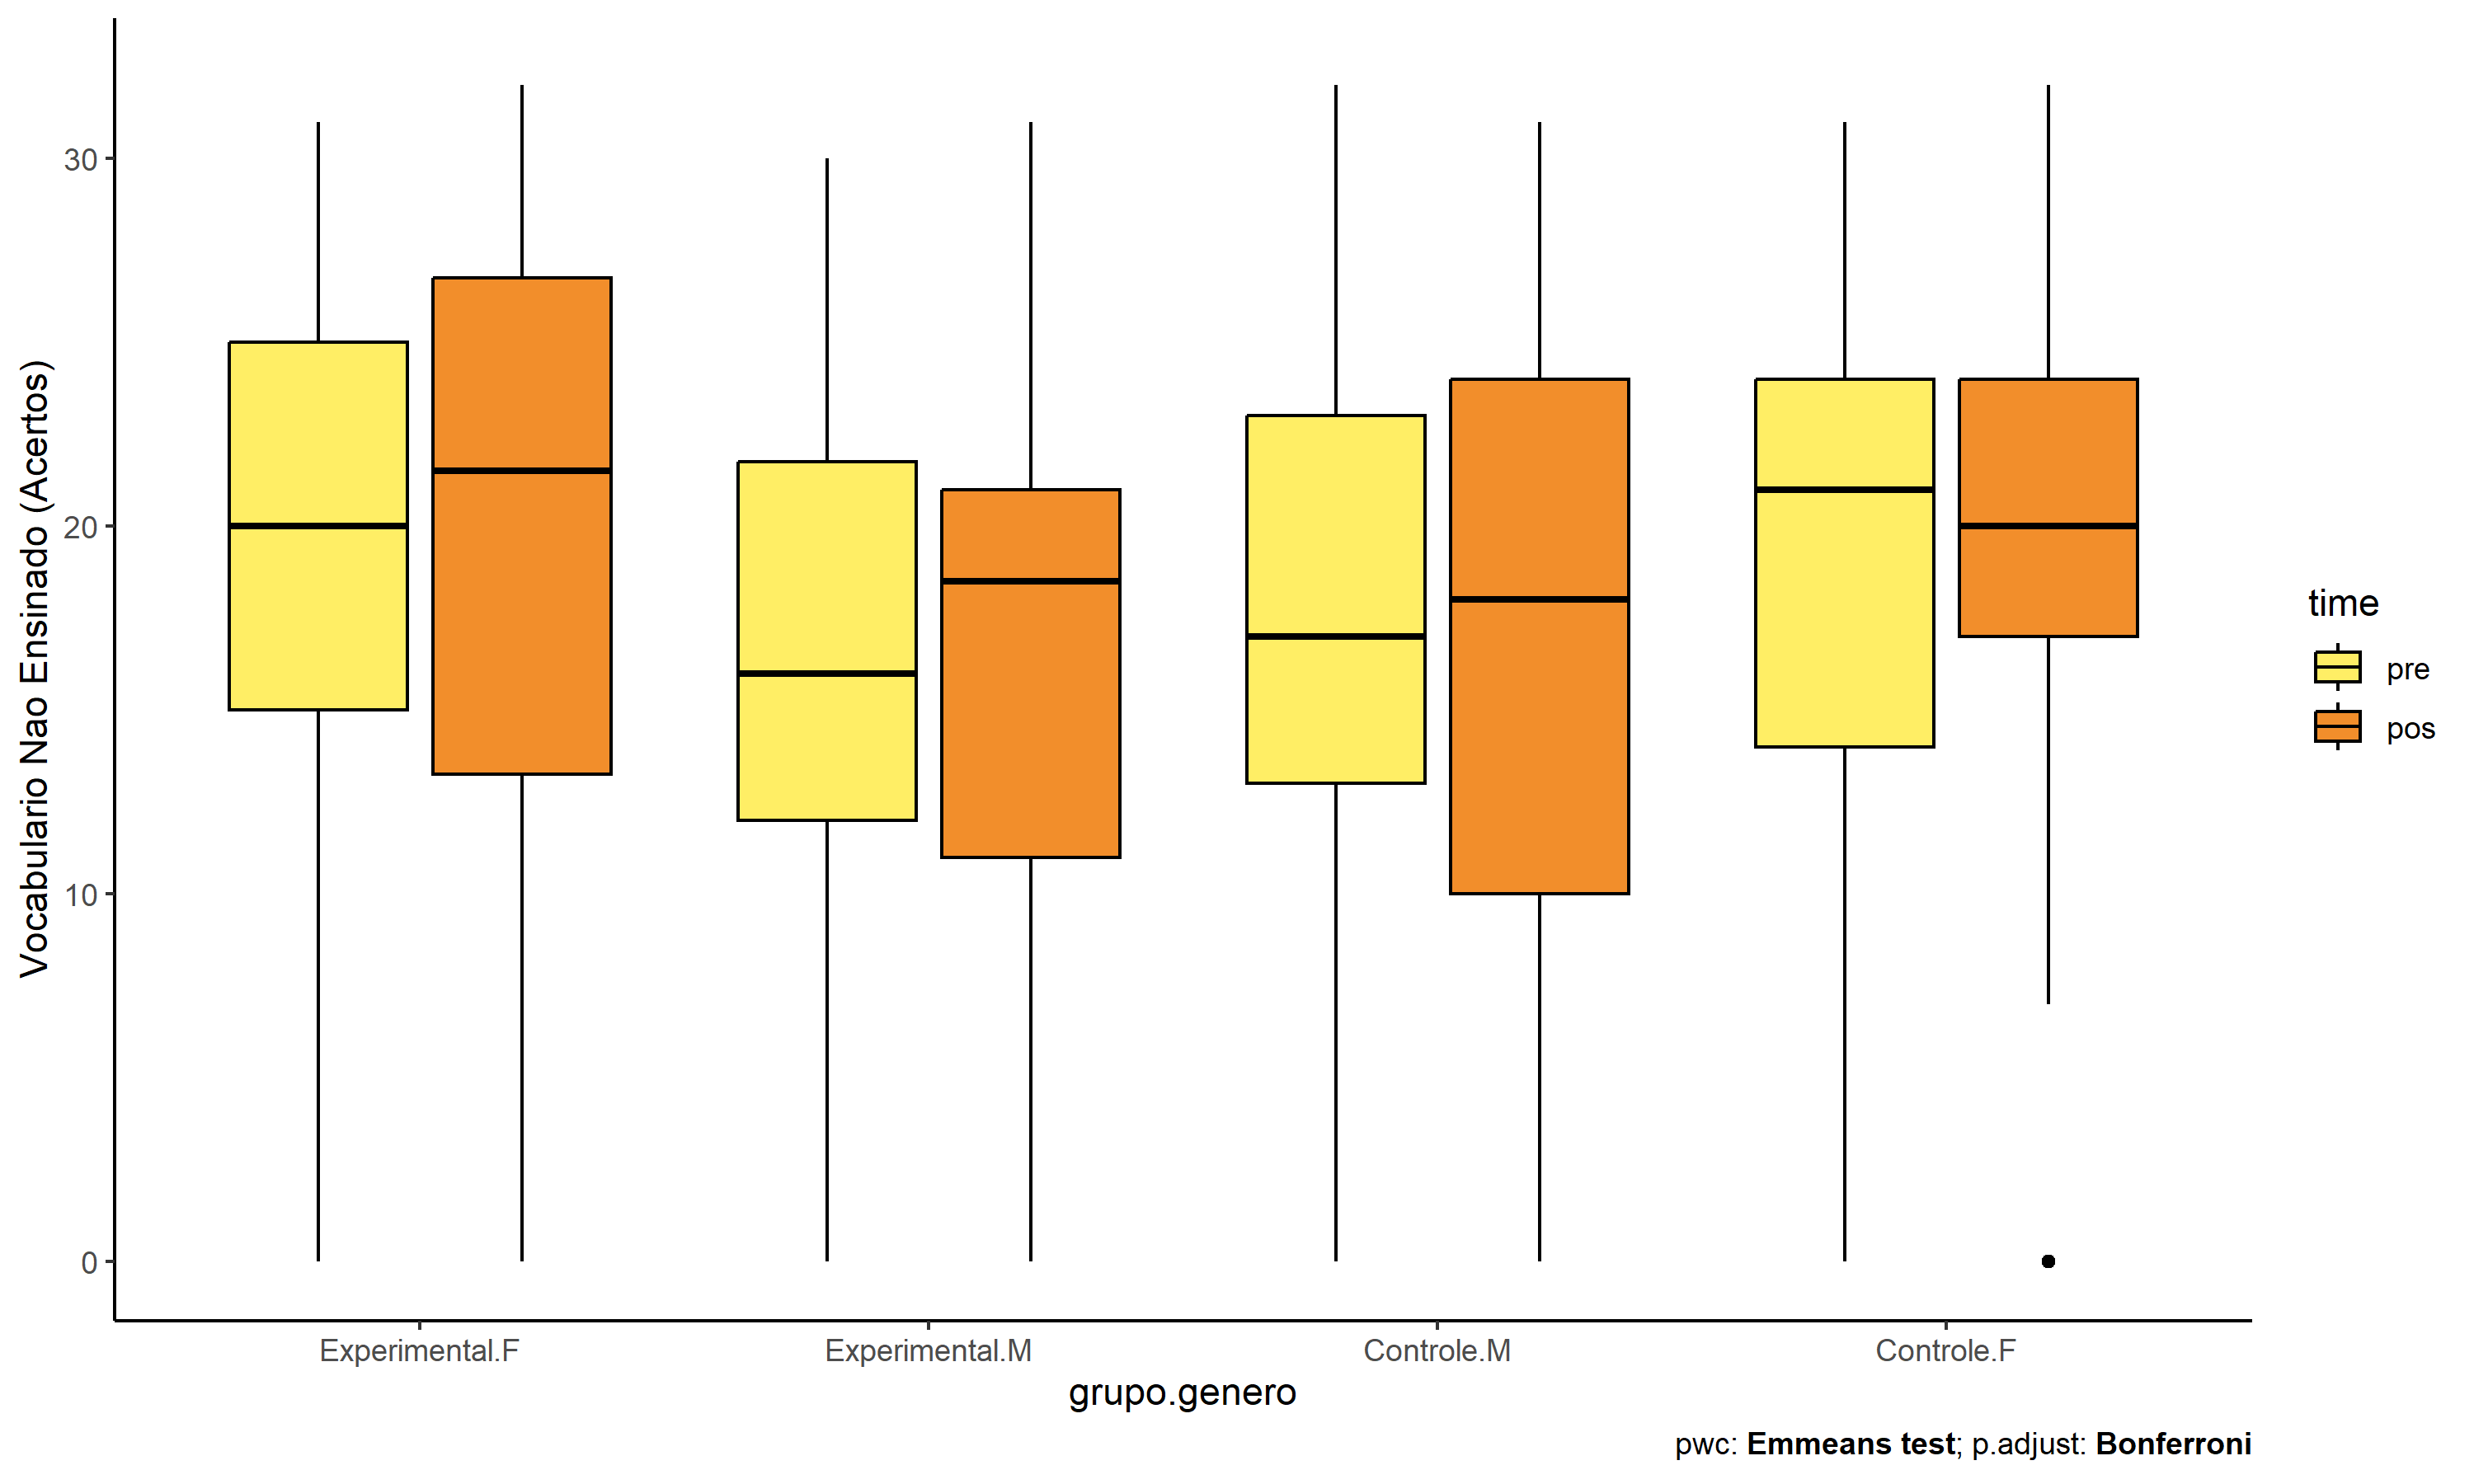 Vocabulario Nao Ensinado (Acertos)
30
20
10
0
Experimental.F
Experimental.M
Controle.M
Controle.F
grupo.genero
time
pre
pos
pwc: Emmeans test; p.adjust: Bonferroni